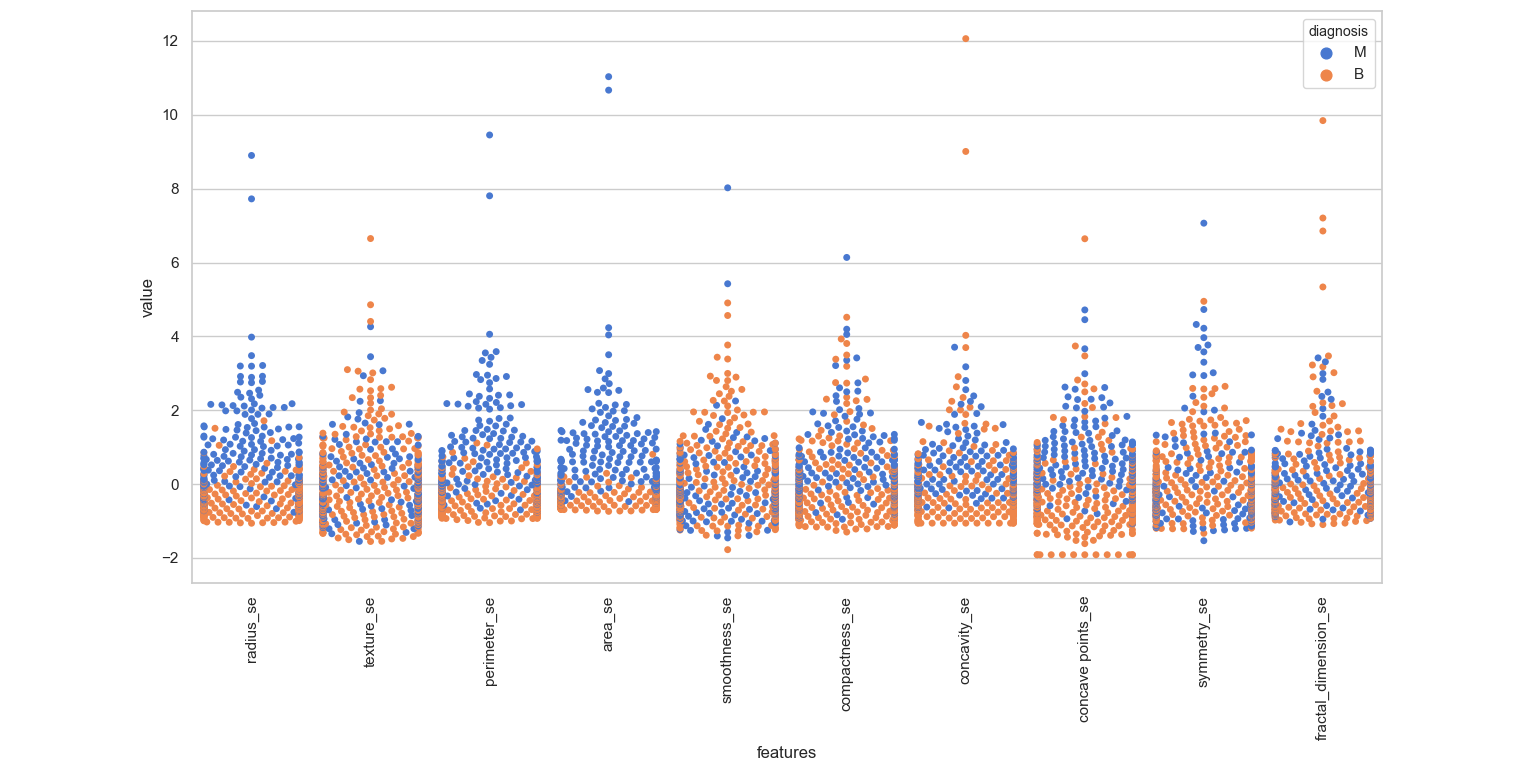 diagnosis
M
B
value
12
10
8
6
4
2
0
−2
radius_se
texture_se
perimeter_se
area_se
smoothness_se
compactness_se
concavity_se
concave points_se
symmetry_se
fractal_dimension_se
features